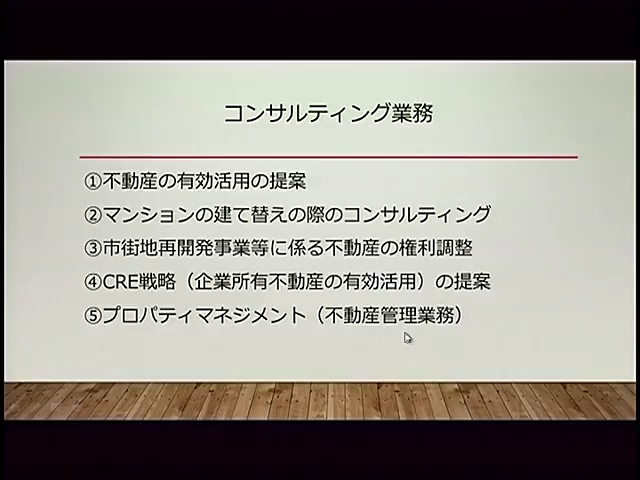 コンサルティング業務
①不動産の有効活用の提案
②マンションの建て替えの際のコンサルティング
③市街地再開発事業等に係る不動産の権利調整
④CRE戦略（企業所有不動産の有効活用）の提案
⑤プロパティマネジメント（不動産管理業務）